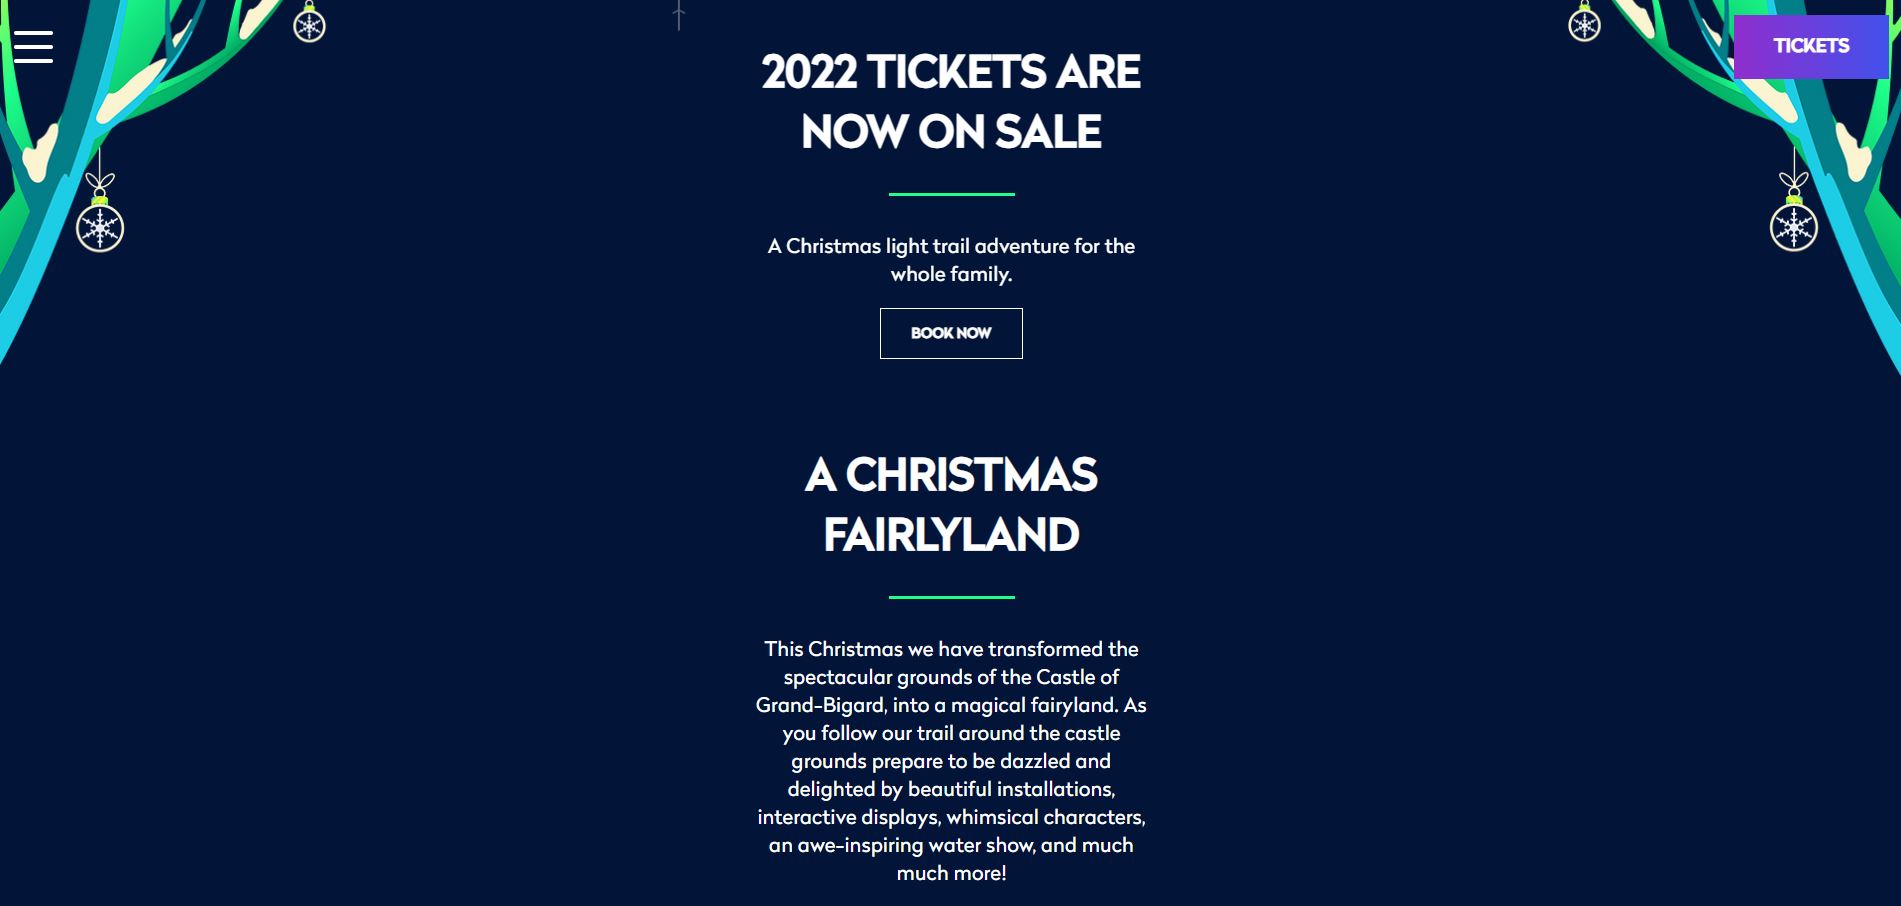 TICKETS
2022 TICKETS ARE
NOW ON SALE
A Christmas light trail adventure for the
whole family.
BOOK NOW
A CHRISTMAS
FAIRLYLAND
This Christmas we have transformed the
spectacular grounds of the Castle of
Grand-Bigard, into a magical fairyland. As
you follow our trail around the castle
grounds prepare to be dazzled and
delighted by beautiful installations,
interactive displays, whimsical characters,
an awe-inspiring water show, and much
much more!